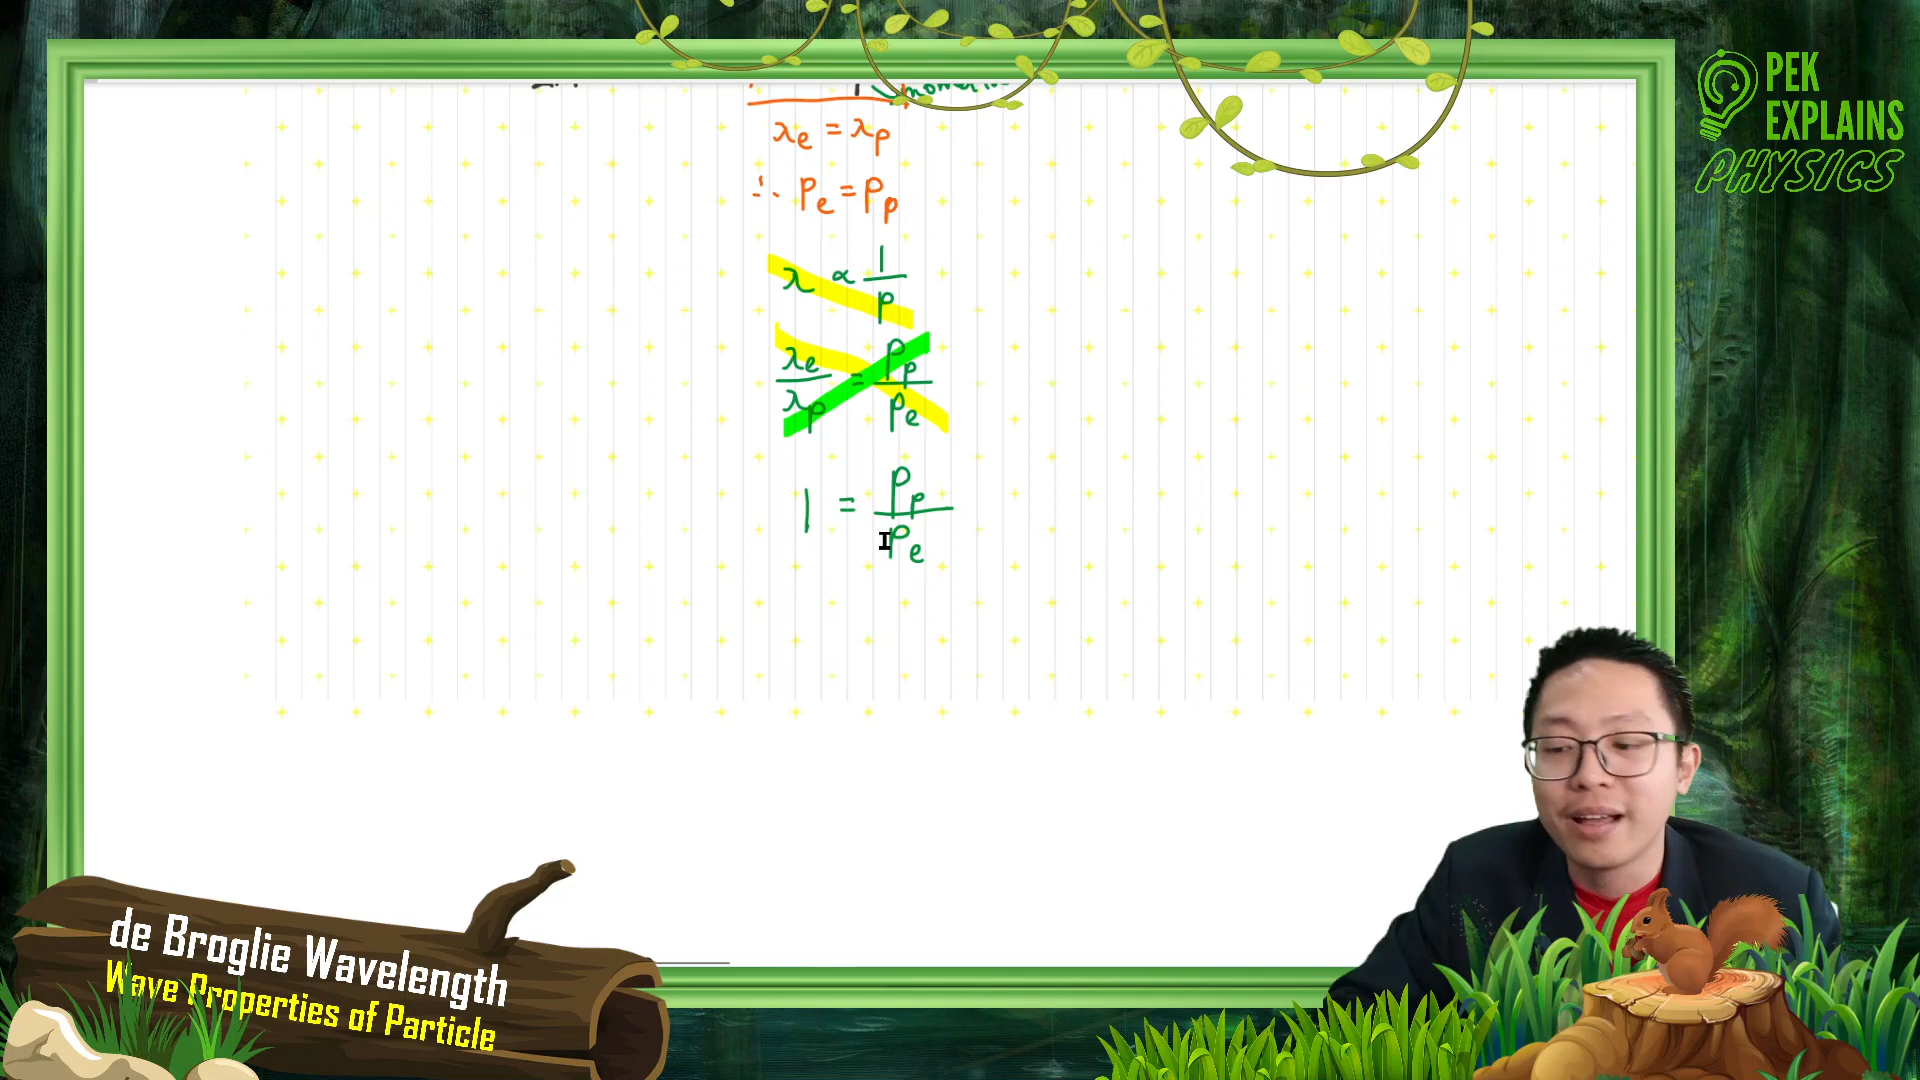 λe = λp
∴ Pe = Pp
λ ∝ 1/p
λe/λp = Pp/Pe
1 = Pp/Pe
PEK
EXPLAINS
PHYSICS
de Broglie Wavelength
Wave Properties of Particle